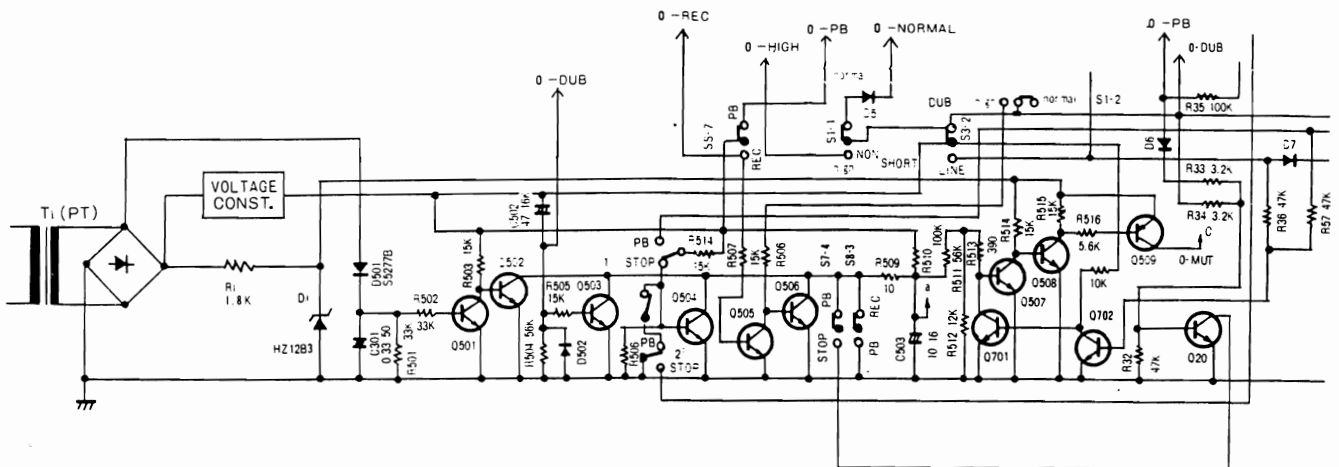 0-REC
0-PB
0-NORMAL
0-HIGH
0-DUB
0-PB
0-DUB
norma
D5
DUB
normal
S1-2
R35 100K
S5-7
PB
REC
S1-1
NON
S3-2
SHORT
LINE
D6
D7
R33 3.2K
R34 3.2K
R36 47K
R57 47K
VOLTAGE
CONST.
T1(PT)
R1
1.8K
D1
HZ12B3
D501
S5277B
C301
0 33 50
33K
R501
R502
33K
R503 15K
Q501
Q502
C502
47 16K
R505
15K
R504 56K
D502
Q503
1
PB
STOP
R514
15K
R506
PB
2
STOP
Q504
R507
15K
Q505
R506
Q506
S7-4
PB
STOP
S8-3
REC
PB
R509
10
R510
100K
a
C503
10 16
R511 56K
R512 12K
R513
390
Q507
Q701
R514
15K
R515
15K
Q508
R516
5.6K
Q509
C
0-MUT
10K
Q702
R32
47K
Q20